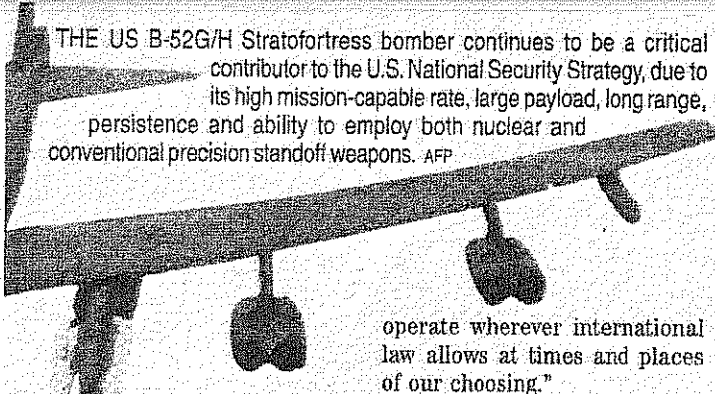 THE US B-52G/H Stratofortress bomber continues to be a critical
contributor to the U.S. National Security Strategy, due to
its high mission-capable rate, large payload, long range,
persistence and ability to employ both nuclear and
conventional precision standoff weapons. AFP
operate wherever international
law allows at times and places
of our choosing."